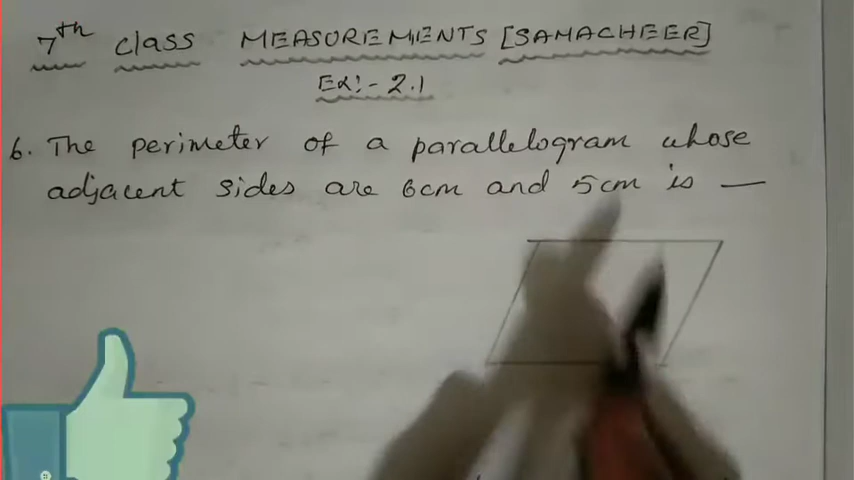 7th class MEASUREMENTS [SAMACHEER]
Ex:- 2.1
6. The perimeter of a parallelogram whose
adjacent sides are 6cm and 5cm is —